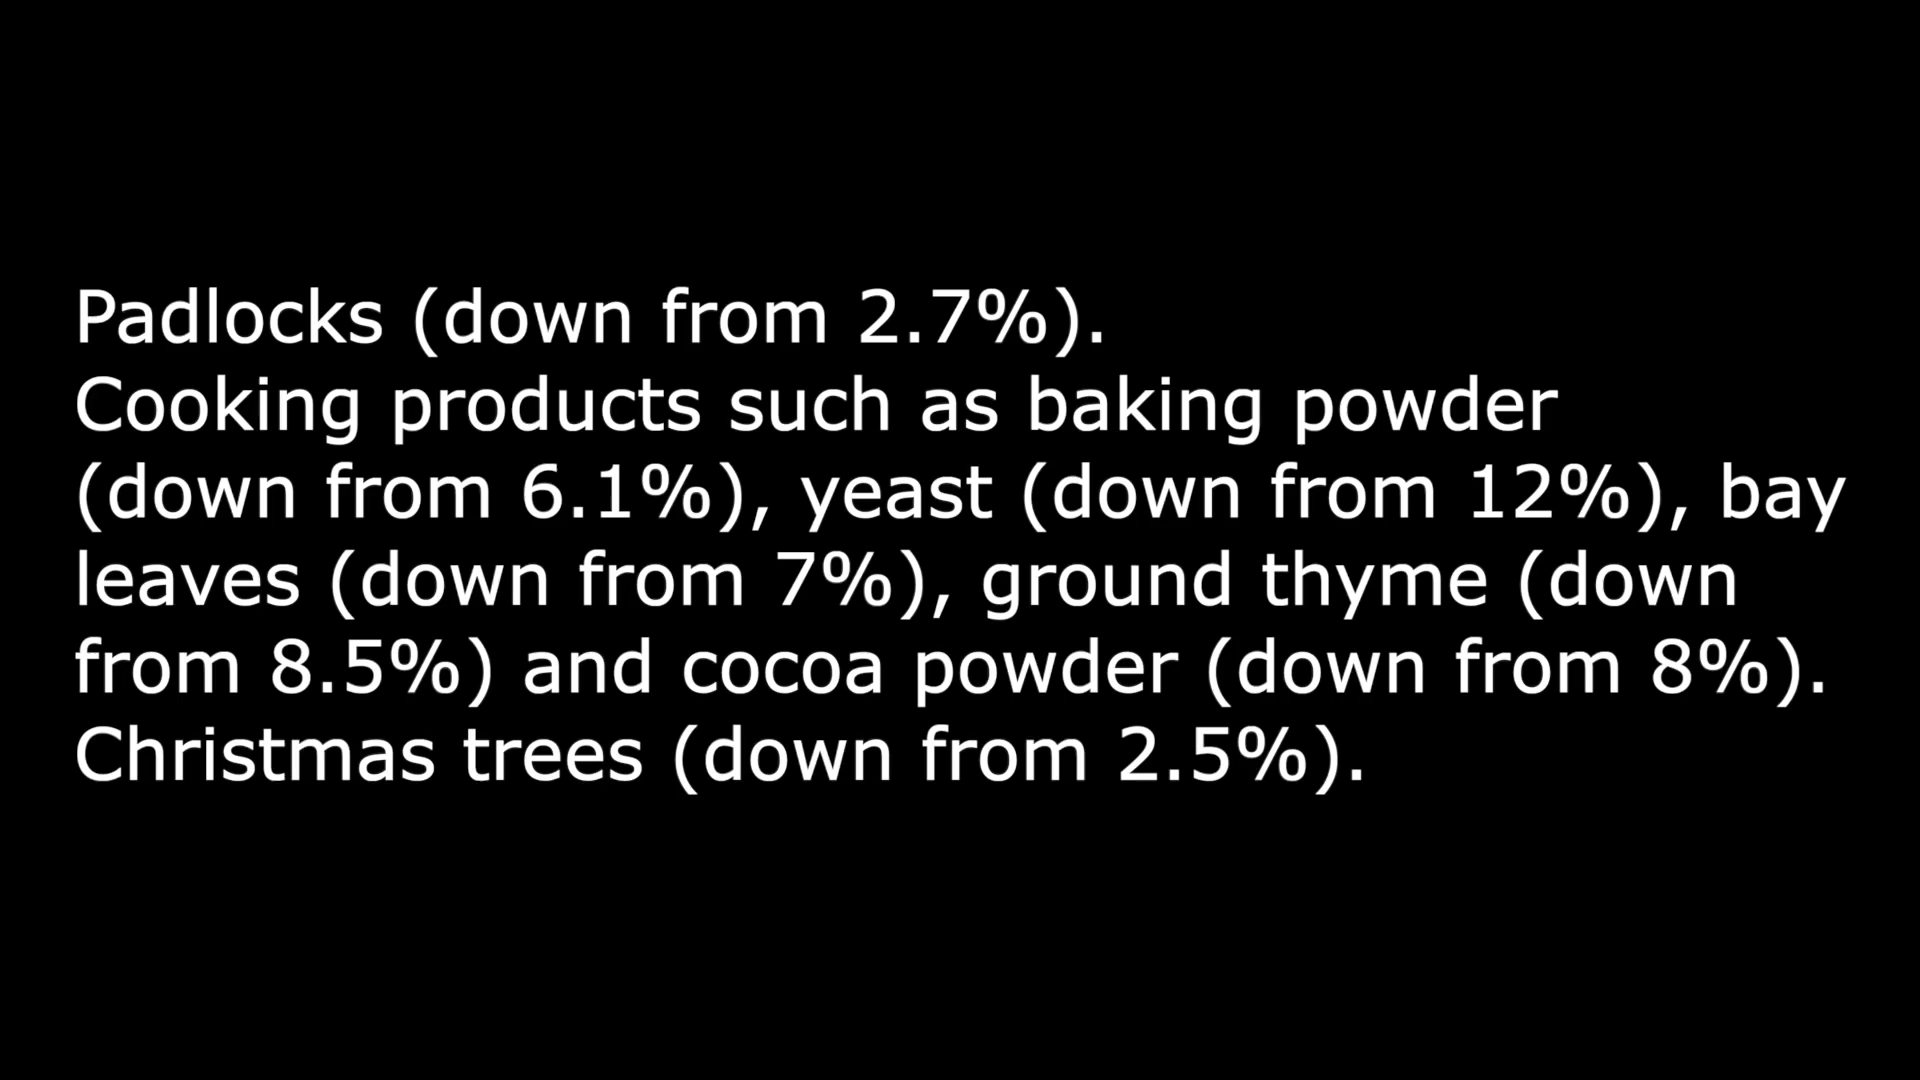 Padlocks (down from 2.7%).
Cooking products such as baking powder
(down from 6.1%), yeast (down from 12%), bay
leaves (down from 7%), ground thyme (down
from 8.5%) and cocoa powder (down from 8%).
Christmas trees (down from 2.5%).